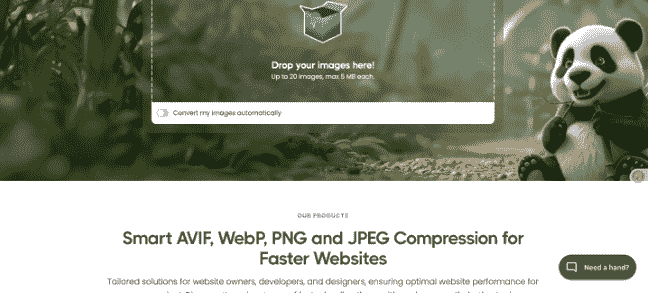 Drop your images here!
Up to 20 images, max 5 MB each.
Convert my images automatically
OUR PRODUCTS
Smart AVIF, WebP, PNG and JPEG Compression for
Faster Websites
Need a hand?
Tailored solutions for website owners, developers, and designers, ensuring optimal website performance for